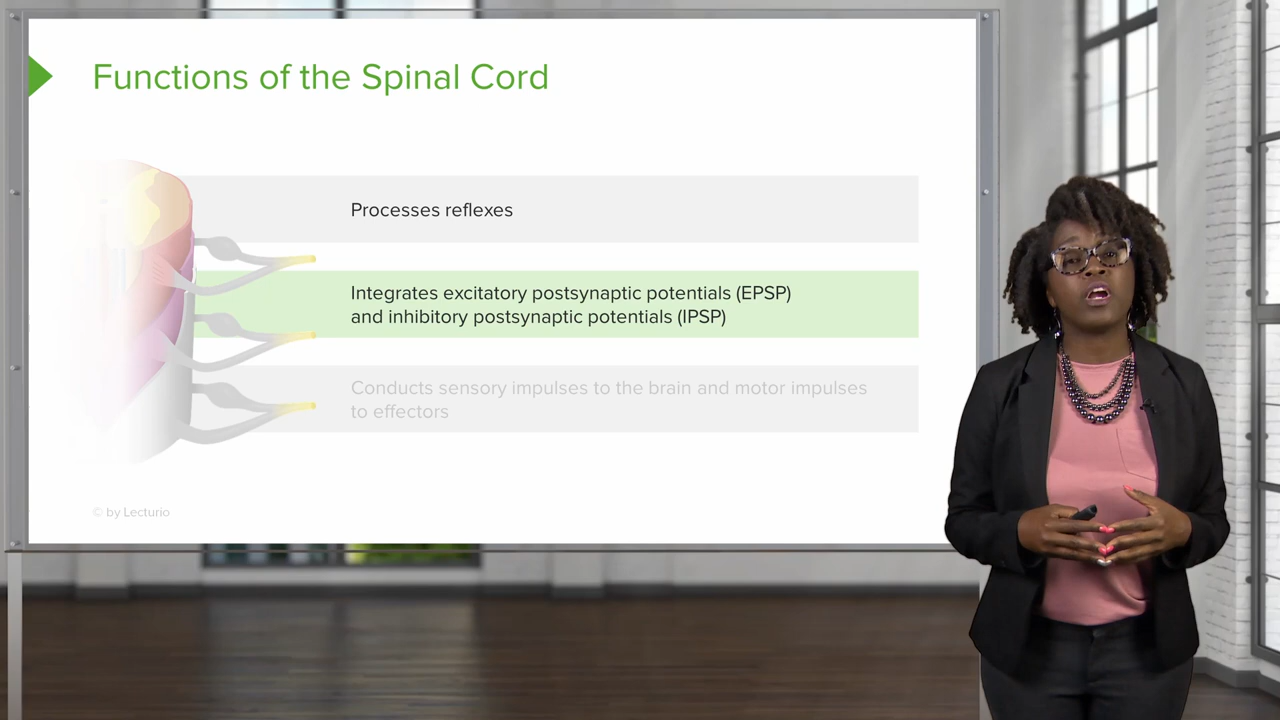 Functions of the Spinal Cord
Processes reflexes
Integrates excitatory postsynaptic potentials (EPSP)
and inhibitory postsynaptic potentials (IPSP)
Conducts sensory impulses to the brain and motor impulses
to effectors
© by Lecturio